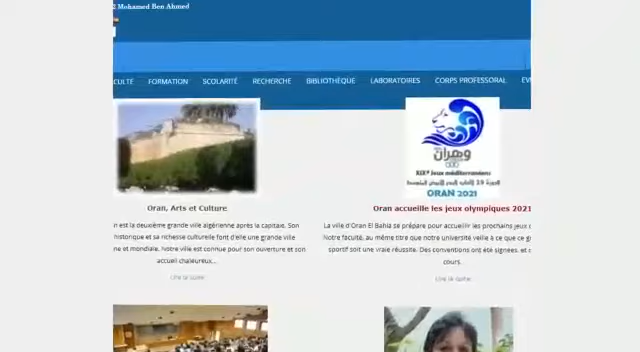 2 Mohamed Ben Ahmed
CULTÉ FORMATION SCOLARITÉ RECHERCHE BIBLIOTHÈQUE LABORATOIRES CORPS PROFESSORAL EV
وهران
XIXe jeux méditerranéens
ORAN 2021
Oran, Arts et Culture
n est la deuxième grande ville algérienne après la capitale. Son
historique et sa richesse culturelle font d'elle une grande ville
ne et mondiale. Notre ville est connue pour son ouverture et son
accueil chaleureux...
Lire la suite
Oran accueille les jeux olympiques 2021
La ville d'Oran El Bahia se prépare pour accueillir les prochains jeux
Notre faculté, au même titre que notre université veille à ce que ce
sportif soit une vraie réussite. Des conventions ont été signées, et
cours...
Lire la suite